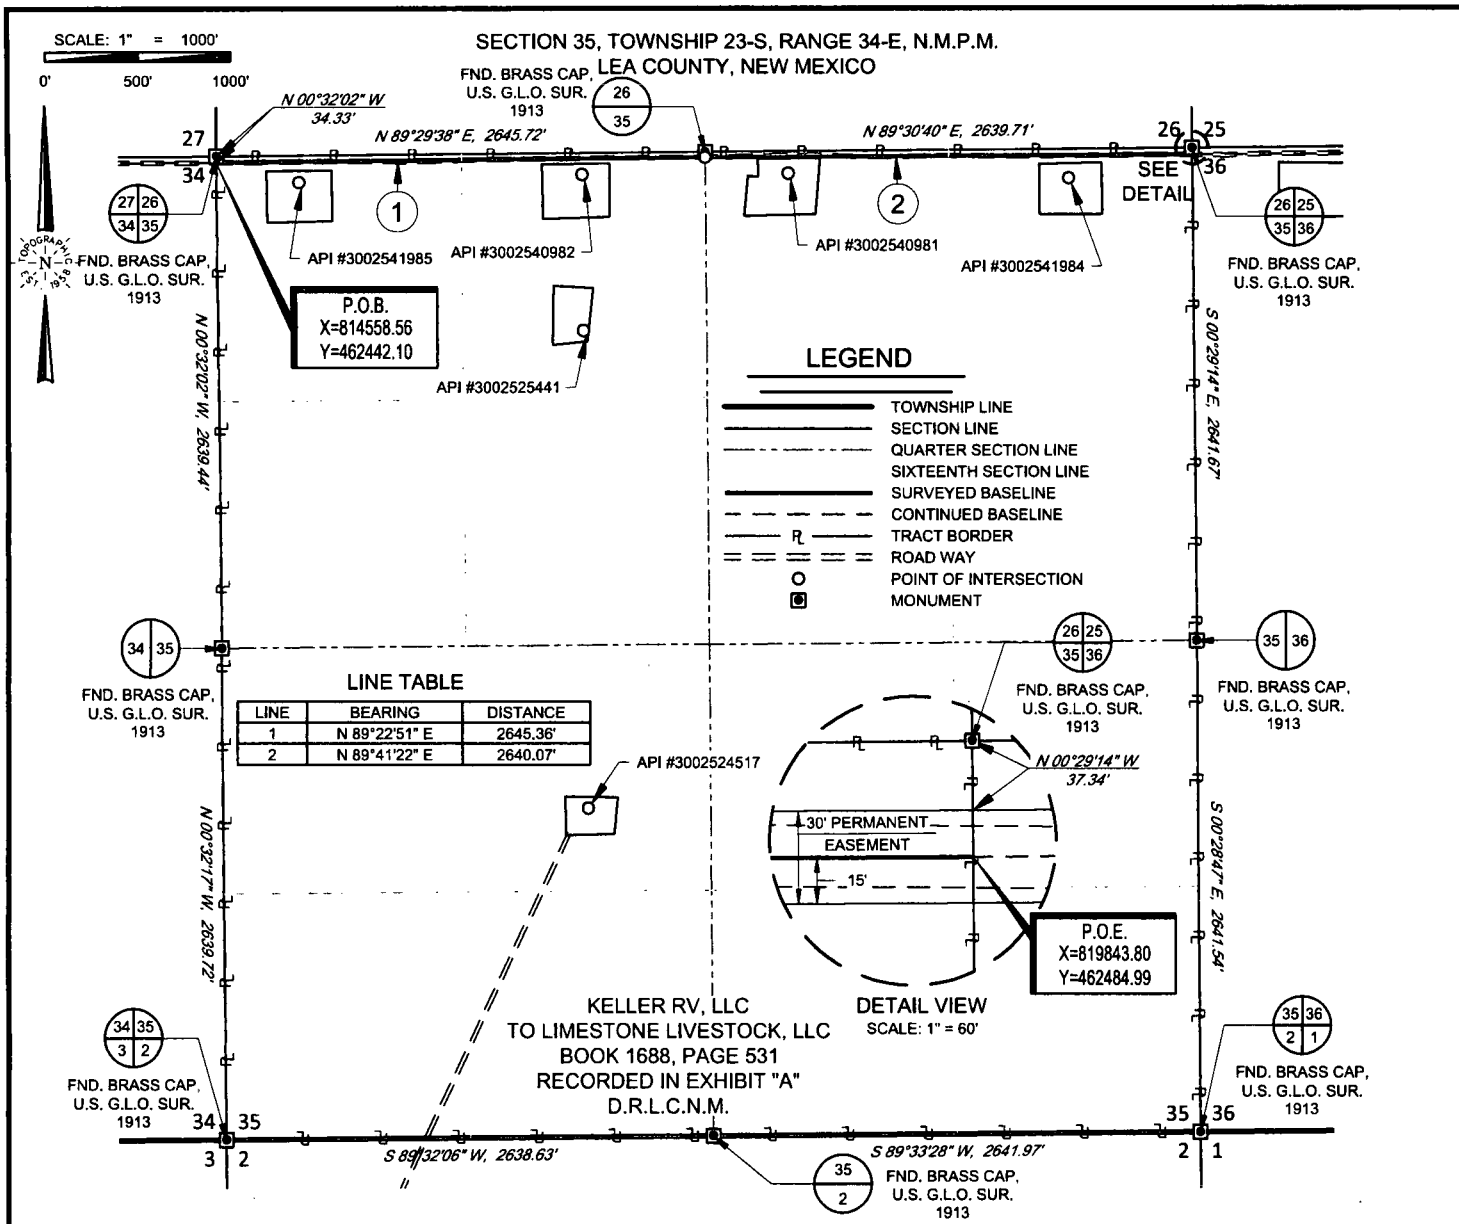 SCALE: 1" = 1000'
0' 500' 1000'
SECTION 35, TOWNSHIP 23-S, RANGE 34-E, N.M.P.M.
LEA COUNTY, NEW MEXICO
FND. BRASS CAP,
U.S. G.L.O. SUR.
1913
26
35
N 00°32'02" W
34.33'
N 89°29'38" E, 2645.72'
N 89°30'40" E, 2639.71'
27
34
26 25
36
SEE
DETAIL
27 26
34 35
FND. BRASS CAP,
U.S. G.L.O. SUR.
1913
1
2
26 25
35 36
FND. BRASS CAP,
U.S. G.L.O. SUR.
1913
TOPOGRAPHIC
N
EST. 1958
API #3002541985
API #3002540982
API #3002540981
API #3002541984
P.O.B.
X=814558.56
Y=462442.10
API #3002525441
N 00°32'02" W, 2639.44'
S 00°29'14" E, 2641.67'
LEGEND
TOWNSHIP LINE
SECTION LINE
QUARTER SECTION LINE
SIXTEENTH SECTION LINE
SURVEYED BASELINE
CONTINUED BASELINE
TRACT BORDER
ROAD WAY
POINT OF INTERSECTION
MONUMENT
34 35
FND. BRASS CAP,
U.S. G.L.O. SUR.
1913
26 25
35 36
FND. BRASS CAP,
U.S. G.L.O. SUR.
1913
35 36
FND. BRASS CAP,
U.S. G.L.O. SUR.
1913
LINE TABLE
LINE BEARING DISTANCE
1 N 89°22'51" E 2645.36'
2 N 89°41'22" E 2640.07'
API #3002524517
N 00°29'14" W
37.34'
30' PERMANENT
EASEMENT
15'
P.O.E.
X=819843.80
Y=462484.99
DETAIL VIEW
SCALE: 1" = 60'
N 00°32'17" W, 2639.72'
S 00°28'47" E, 2641.54'
KELLER RV, LLC
TO LIMESTONE LIVESTOCK, LLC
BOOK 1688, PAGE 531
RECORDED IN EXHIBIT "A"
D.R.L.C.N.M.
34 35
3 2
FND. BRASS CAP,
U.S. G.L.O. SUR.
1913
35 36
2 1
FND. BRASS CAP,
U.S. G.L.O. SUR.
1913
34 35
3 2
35 36
2 1
S 89°32'06" W, 2638.63'
S 89°33'28" W, 2641.97'
35
2
FND. BRASS CAP,
U.S. G.L.O. SUR.
1913